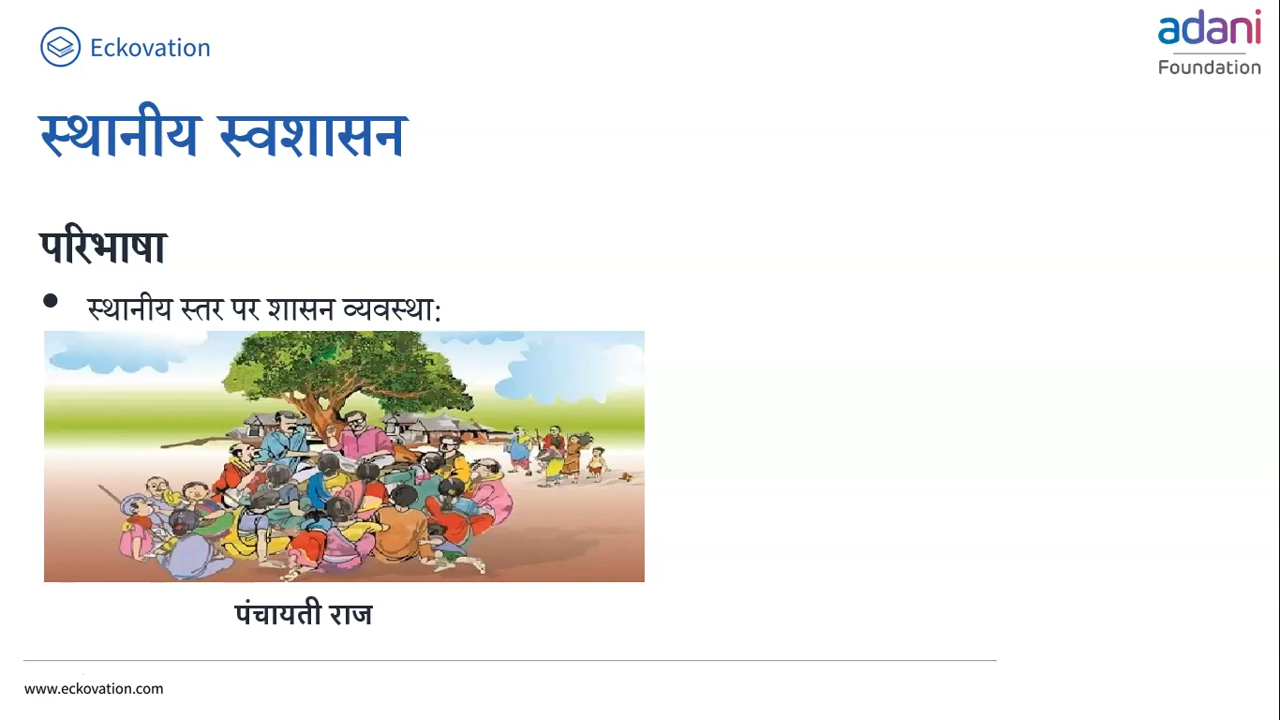 Eckovation
adani
Foundation
स्थानीय स्वशासन
परिभाषा
• स्थानीय स्तर पर शासन व्यवस्था:
पंचायती राज
www.eckovation.com